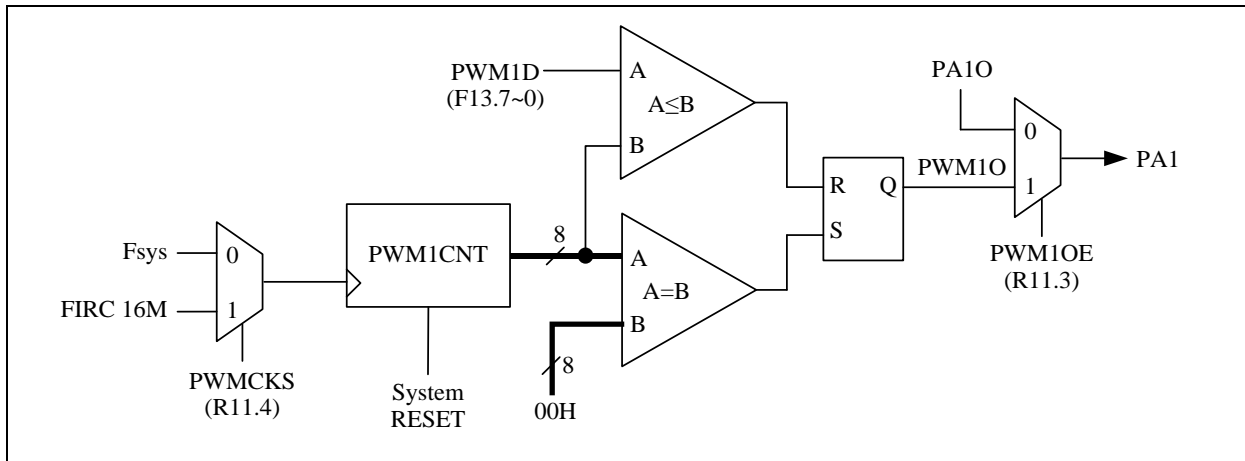 PWM1D
(F13.7~0)
A
A≤B
B
PA1O
0
1
PA1
PWM1OE
(R11.3)
R
Q
S
PWM1O
Fsys
0
FIRC 16M
1
PWMCKS
(R11.4)
PWM1CNT
System
RESET
8
A
A=B
B
8
00H